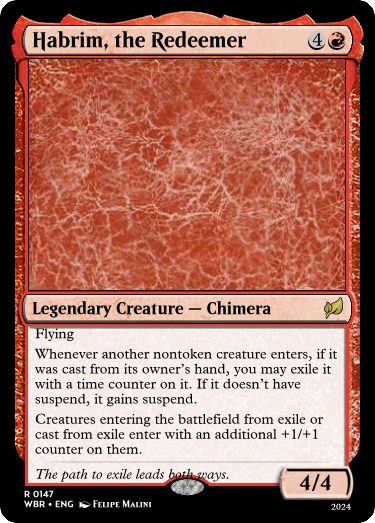 Habrim, the Redeemer 4
Legendary Creature — Chimera
Flying
Whenever another nontoken creature enters, if it
was cast from its owner's hand, you may exile it
with a time counter on it. If it doesn't have
suspend, it gains suspend.
Creatures entering the battlefield from exile or
cast from exile enter with an additional +1/+1
counter on them.
The path to exile leads both ways.
4/4
R 0147
WBR • ENG Felipe Malini
2024